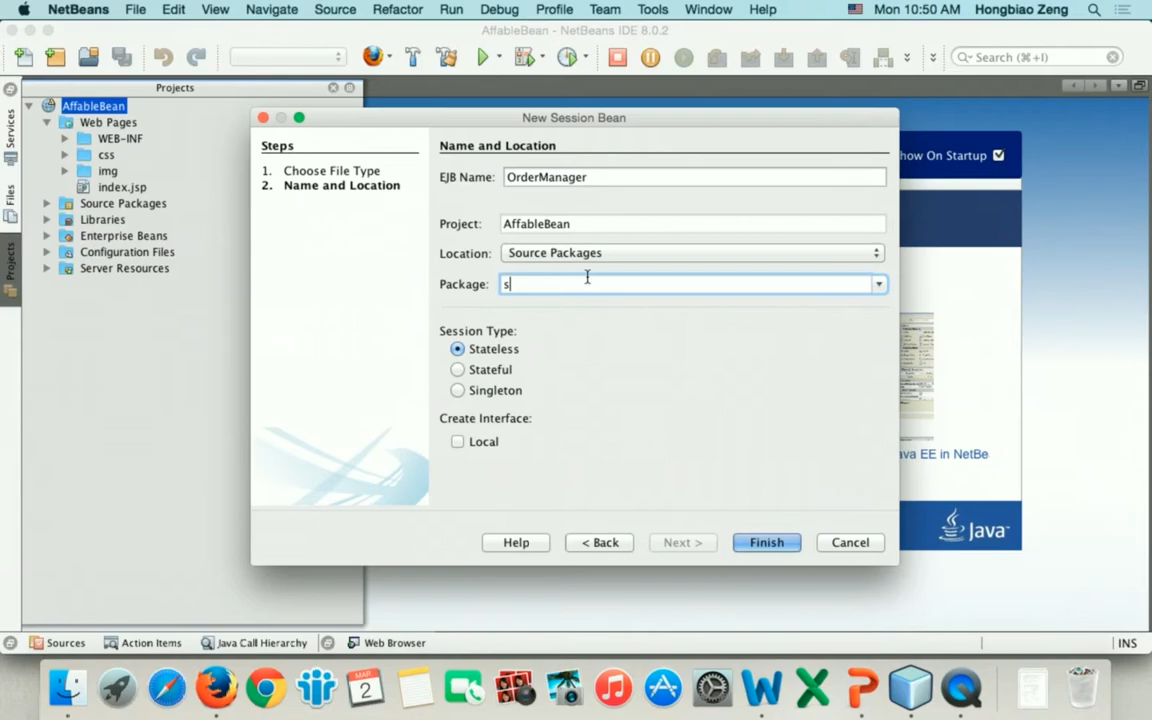 NetBeans File Edit View Navigate Source Refactor Run Debug Profile Team Tools Window Help Mon 10:50 AM Hongbiao Zeng
AffableBean - NetBeans IDE 8.0.2
Search (⌘+I)
Projects
Services
Files
Projects
AffableBean
Web Pages
WEB-INF
css
img
index.jsp
Source Packages
Libraries
Enterprise Beans
Configuration Files
Server Resources
New Session Bean
Steps
1. Choose File Type
2. Name and Location
Name and Location
EJB Name: OrderManager
Project: AffableBean
Location: Source Packages
Package: s
Session Type:
Stateless
Stateful
Singleton
Create Interface:
Local
Help < Back Next > Finish Cancel
how On Startup
ava EE in NetBe
Java
Sources Action Items Java Call Hierarchy Web Browser INS
2